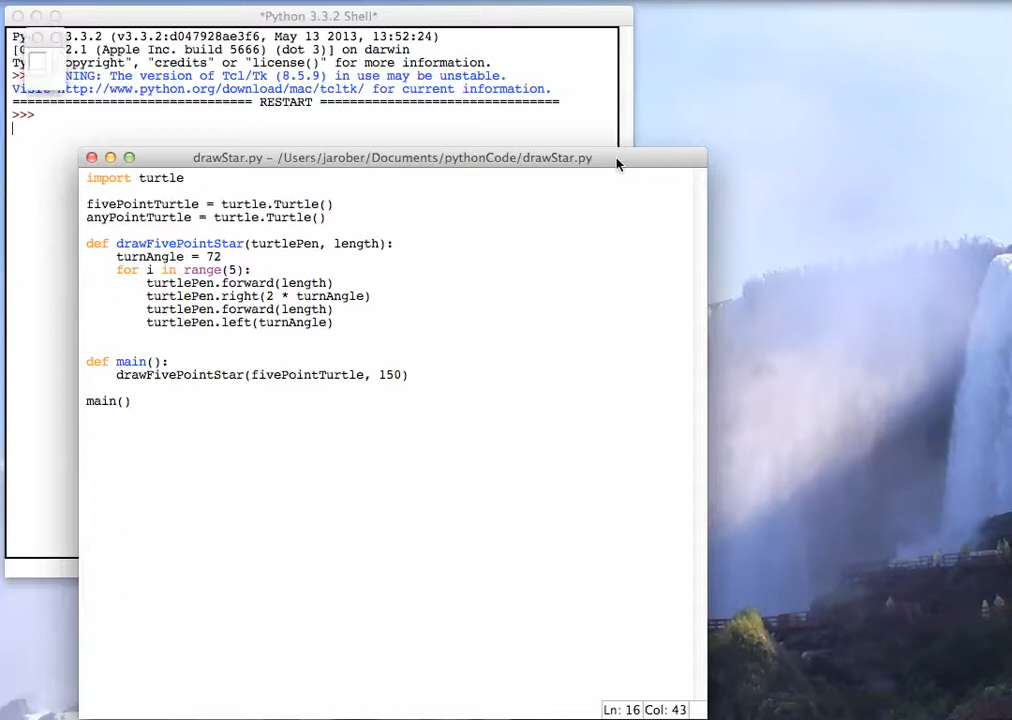 *Python 3.3.2 Shell*
Py 3.3.2 (v3.3.2:d047928ae3f6, May 13 2013, 13:52:24)
[ 2.1 (Apple Inc. build 5666) (dot 3)] on darwin
Ty opyright", "credits" or "license()" for more information.
>> NING: The version of Tcl/Tk (8.5.9) in use may be unstable.
Visit http://www.python.org/download/mac/tcltk/ for current information.
================================ RESTART ================================
>>>
drawStar.py – /Users/jarober/Documents/pythonCode/drawStar.py
import turtle
fivePointTurtle = turtle.Turtle()
anyPointTurtle = turtle.Turtle()
def drawFivePointStar(turtlePen, length):
turnAngle = 72
for i in range(5):
turtlePen.forward(length)
turtlePen.right(2 * turnAngle)
turtlePen.forward(length)
turtlePen.left(turnAngle)
def main():
drawFivePointStar(fivePointTurtle, 150)
main()
Ln: 16 Col: 43